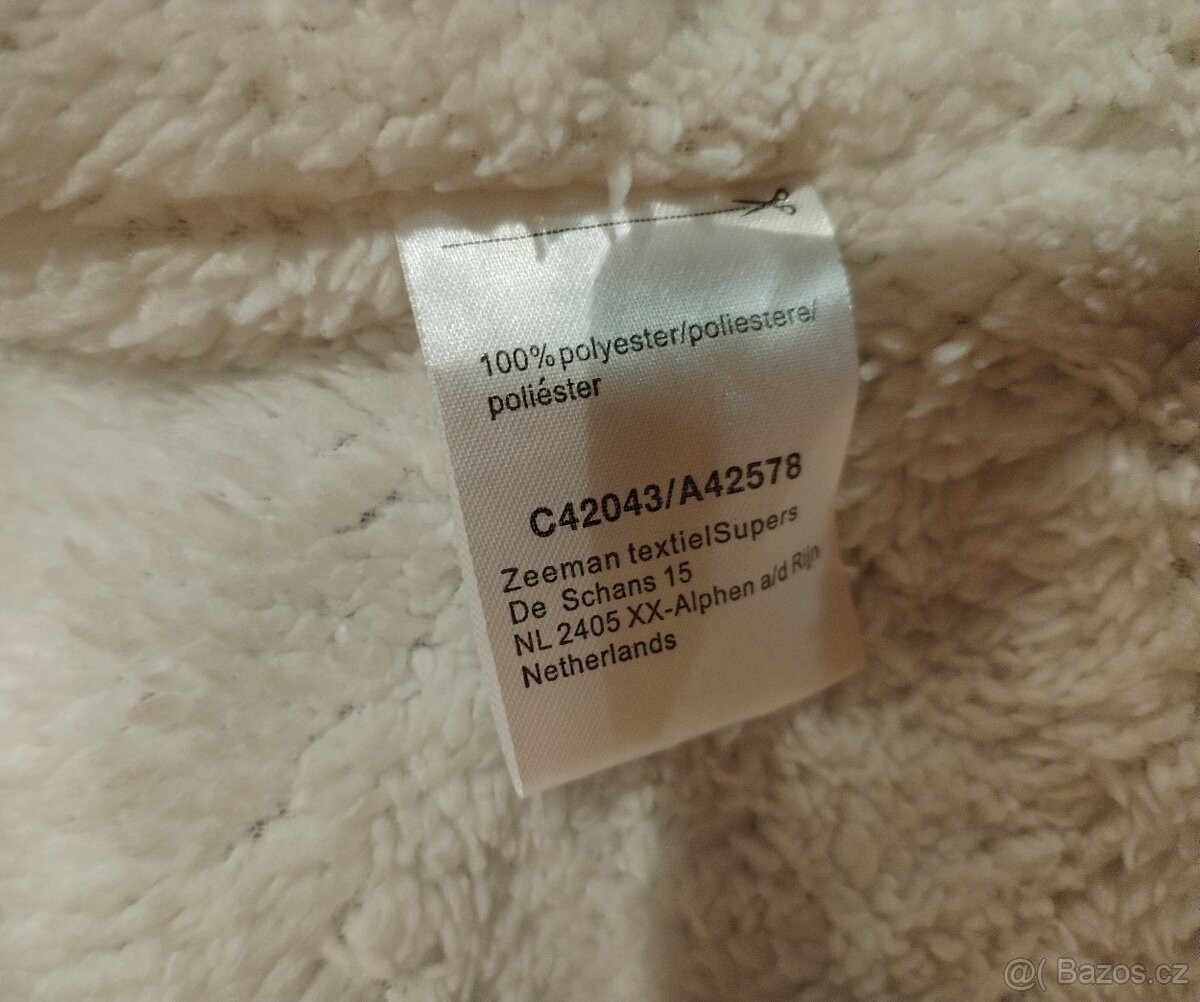 100% polyester/poliestere/
poliéster
C42043/A42578
Zeeman textielSupers
De Schans 15
NL 2405 XX-Alphen a/d Rijn
Netherlands
@( Bazos.cz